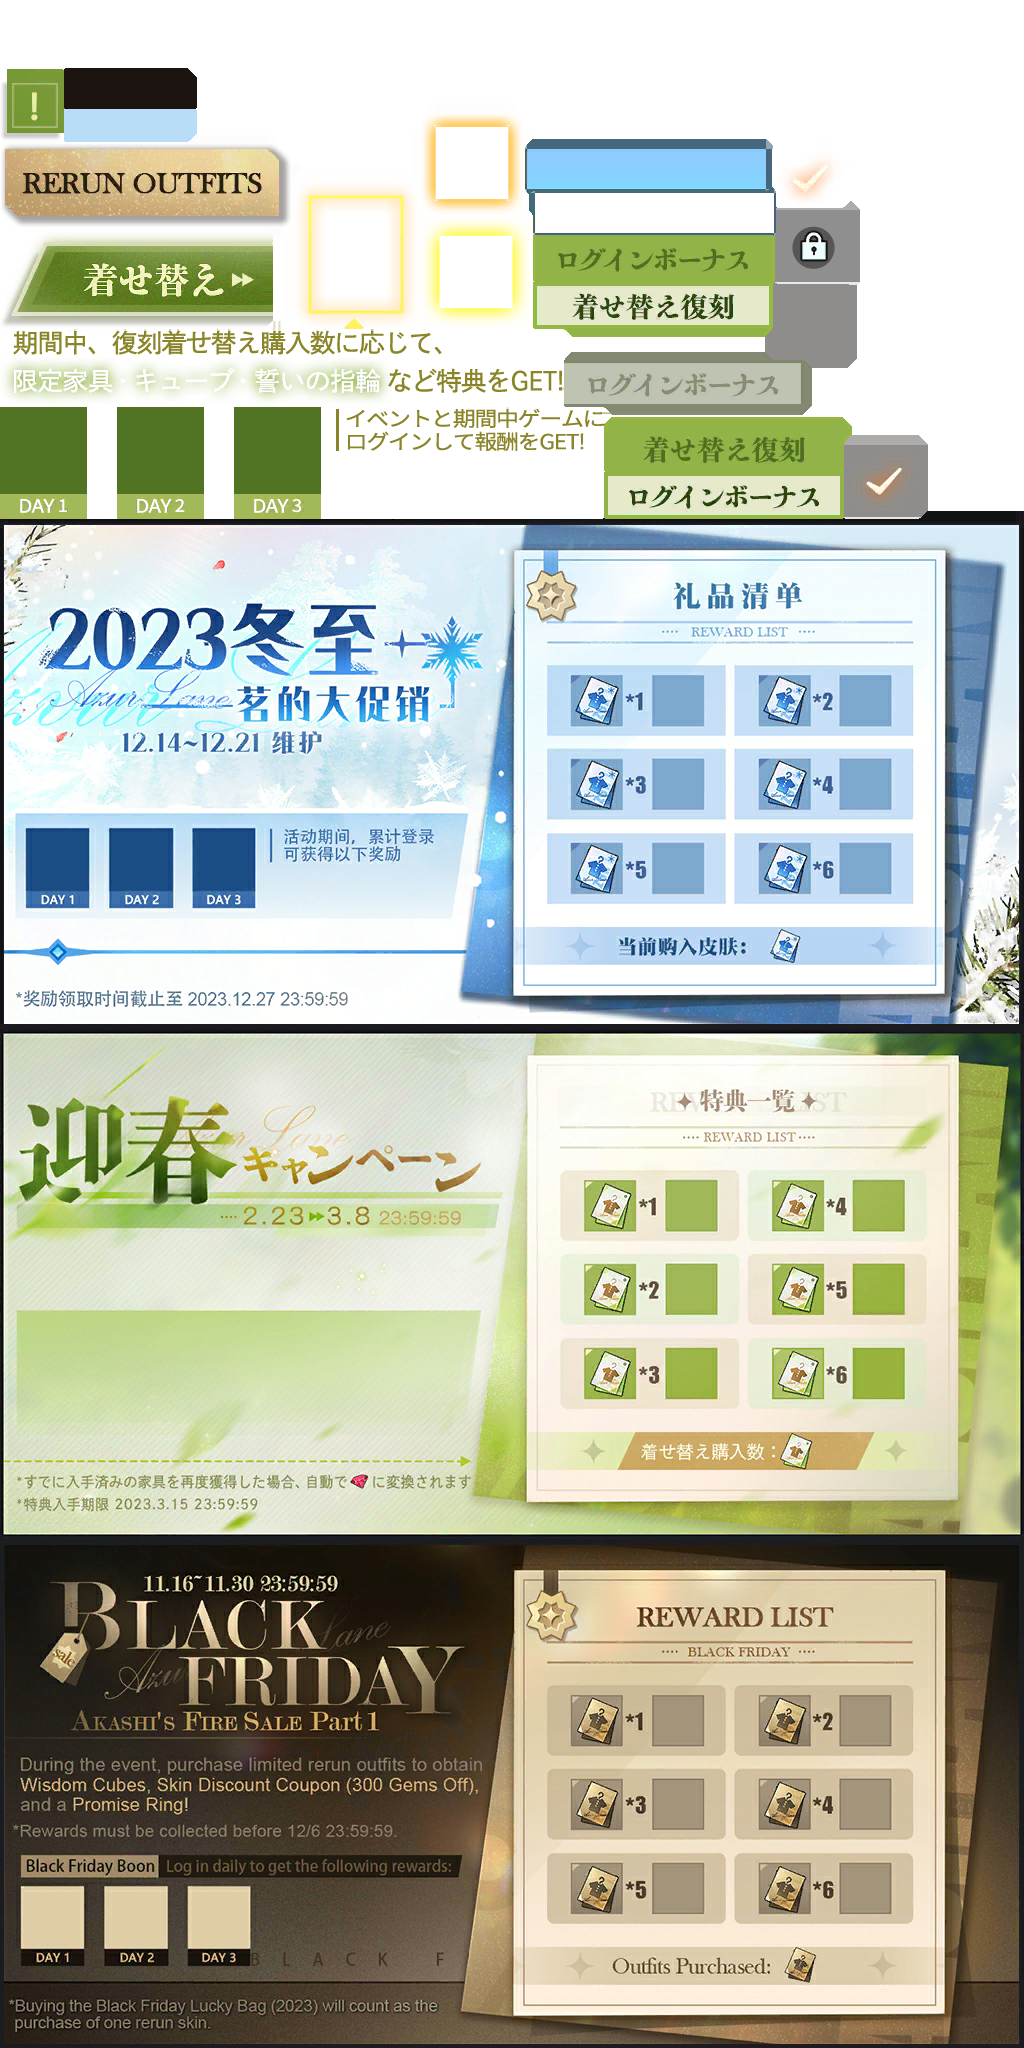 !
RERUN OUTFITS
着せ替え
期間中、復刻着せ替え購入数に応じて、
限定家具・キューブ・誓いの指輪 など特典をGET!
イベントと期間中ゲームに
ログインして報酬をGET!
DAY 1
DAY 2
DAY 3
ログインボーナス
着せ替え復刻
ログインボーナス
着せ替え復刻
ログインボーナス
2023冬至
Azur Lane
茗的大促销
12.14~12.21 维护
DAY 1
DAY 2
DAY 3
活动期间，累计登录
可获得以下奖励
*奖励领取时间截止至 2023.12.27 23:59:59
礼品清单
REWARD LIST
*1
*2
*3
*4
*5
*6
当前购入皮肤：
迎春キャンペーン
Azur Lane
2.23 3.8 23:59:59
*すでに入手済みの家具を再度獲得した場合、自動で に変換されます
*特典入手期限 2023.3.15 23:59:59
特典一覧
REWARD LIST
*1
*4
*2
*5
*3
*6
着せ替え購入数：
11.16~11.30 23:59:59
BLACK
FRIDAY
Azur Lane
sale
AKASHI'S FIRE SALE Part 1
During the event, purchase limited rerun outfits to obtain
Wisdom Cubes, Skin Discount Coupon (300 Gems Off),
and a Promise Ring!
*Rewards must be collected before 12/6 23:59:59.
Black Friday Boon Log in daily to get the following rewards:
DAY 1
DAY 2
DAY 3
BLACK F
*Buying the Black Friday Lucky Bag (2023) will count as the
purchase of one rerun skin.
REWARD LIST
BLACK FRIDAY
*1
*2
*3
*4
*5
*6
Outfits Purchased: